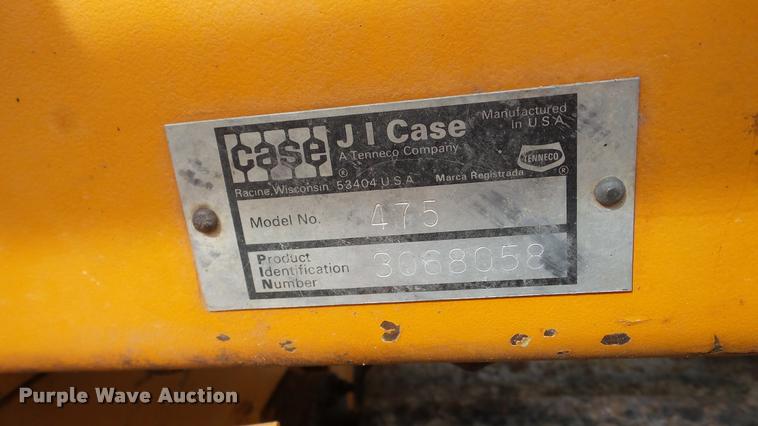 case
J I Case
A Tenneco Company
Manufactured
in U.S.A.
TENNECO
®
®
Racine, Wisconsin 53404 U.S.A.
Marca Registrada
Model No. 475
Product
Identification
Number
3068058
Purple Wave Auction